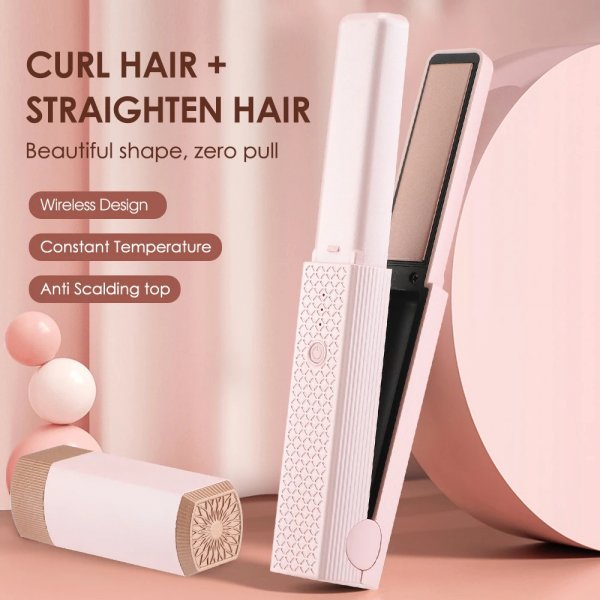 CURL HAIR +
STRAIGHTEN HAIR
Beautiful shape, zero pull
Wireless Design
Constant Temperature
Anti Scalding top